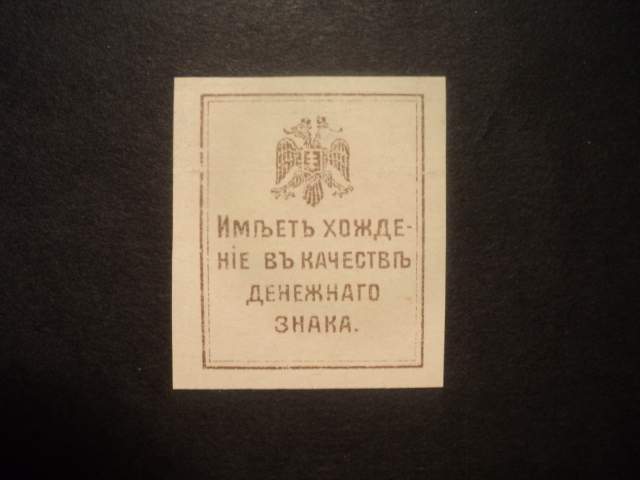 Имѣетъ хожде-
ніе въ качествѣ
денежнаго
знака.